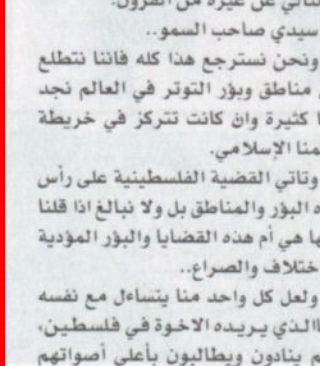 لتالي عن غيره من القرون.
سيدي صاحب السمو..
ونحن نسترجع هذا كله فاننا نتطلع
مناطق وبؤر التوتر في العالم نجد
ا كثيرة وان كانت تتركز في خريطة
منا الإسلامي.
وتاتي القضية الفلسطينية على رأس
ه البؤر والمناطق بل ولا نبالغ اذا قلنا
ها هي أم هذه القضايا والبؤر المؤدية
ختلاف والصراع..
ولعل كل واحد منا يتساءل مع نفسه
االذي يريده الاخوة في فلسطين،
م ينادون ويطالبون بأعلى أصواتهم